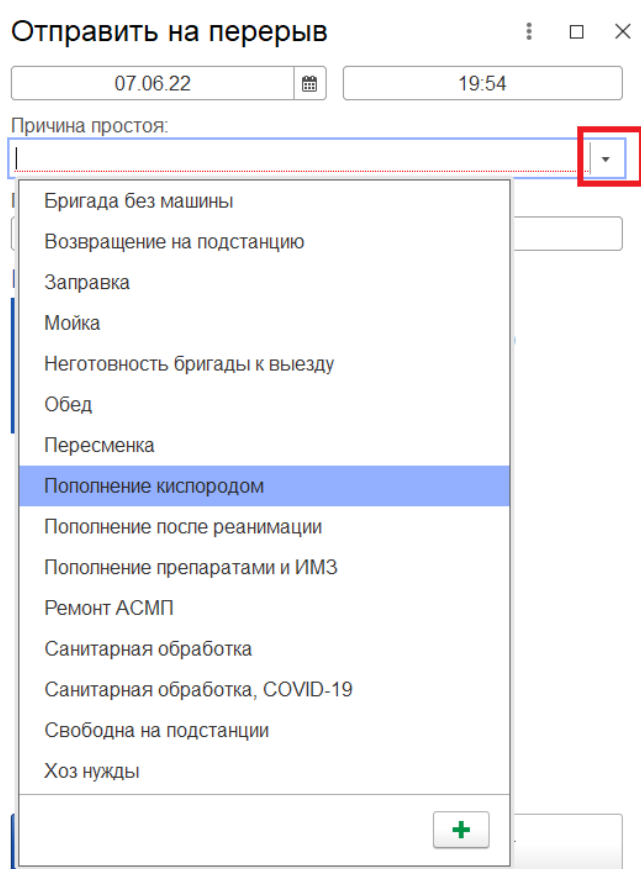 Отправить на перерыв
07.06.22
19:54
Причина простоя:
Бригада без машины
Возвращение на подстанцию
Заправка
Мойка
Неготовность бригады к выезду
Обед
Пересменка
Пополнение кислородом
Пополнение после реанимации
Пополнение препаратами и ИМЗ
Ремонт АСМП
Санитарная обработка
Санитарная обработка, COVID-19
Свободна на подстанции
Хоз нужды